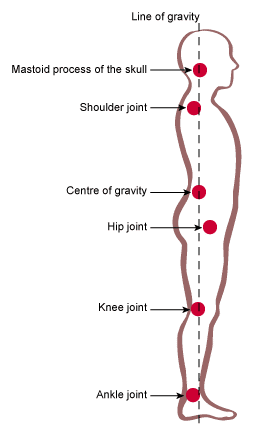 Line of gravity
Mastoid process of the skull
Shoulder joint
Centre of gravity
Hip joint
Knee joint
Ankle joint